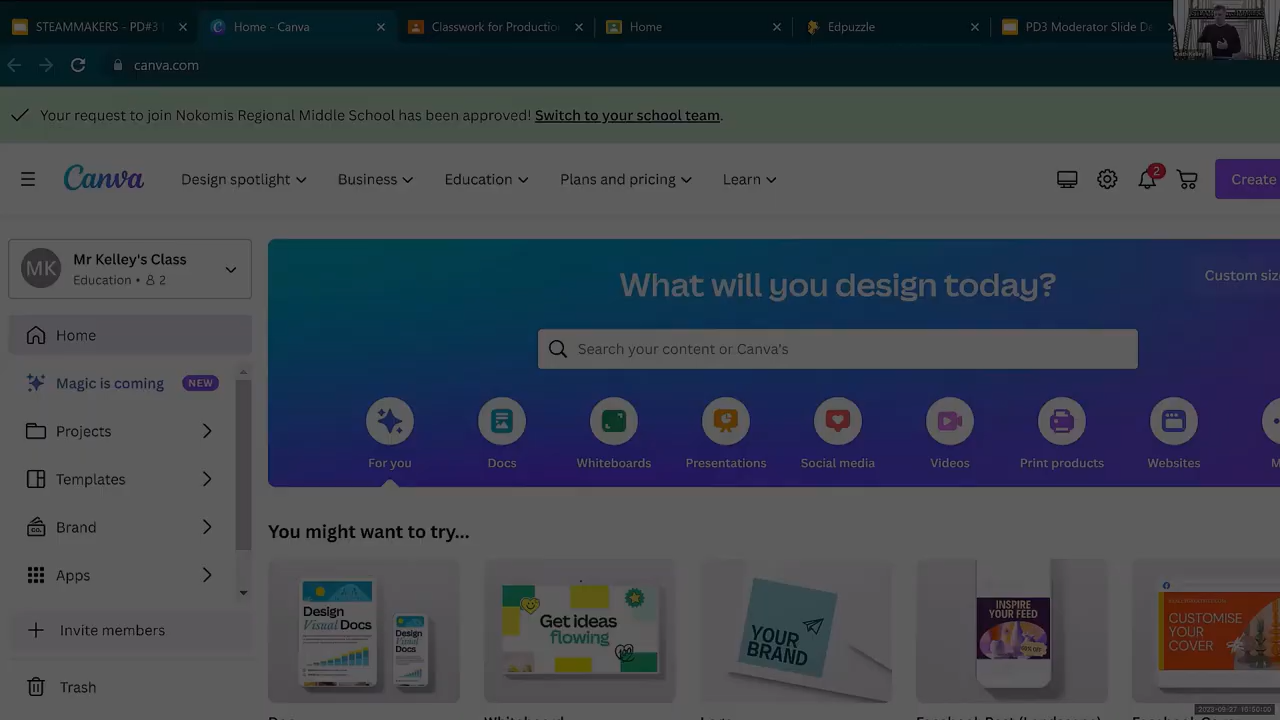 STEAMMAKERS - PD#3
Home - Canva
Classwork for Productio
Home
Edpuzzle
PD3 Moderator Slide De
canva.com
Your request to join Nokomis Regional Middle School has been approved! Switch to your school team.
Canva
Design spotlight
Business
Education
Plans and pricing
Learn
2
Create
MK
Mr Kelley's Class
Education • 2
Home
Magic is coming NEW
Projects
Templates
Brand
Apps
Invite members
Trash
What will you design today?
Custom size
Search your content or Canva's
For you
Docs
Whiteboards
Presentations
Social media
Videos
Print products
Websites
M
You might want to try...
Design
Visual Docs
Design
Visual Docs
Get ideas
flowing
YOUR
BRAND
INSPIRE
YOUR FEED
CUSTOMISE
YOUR
COVER